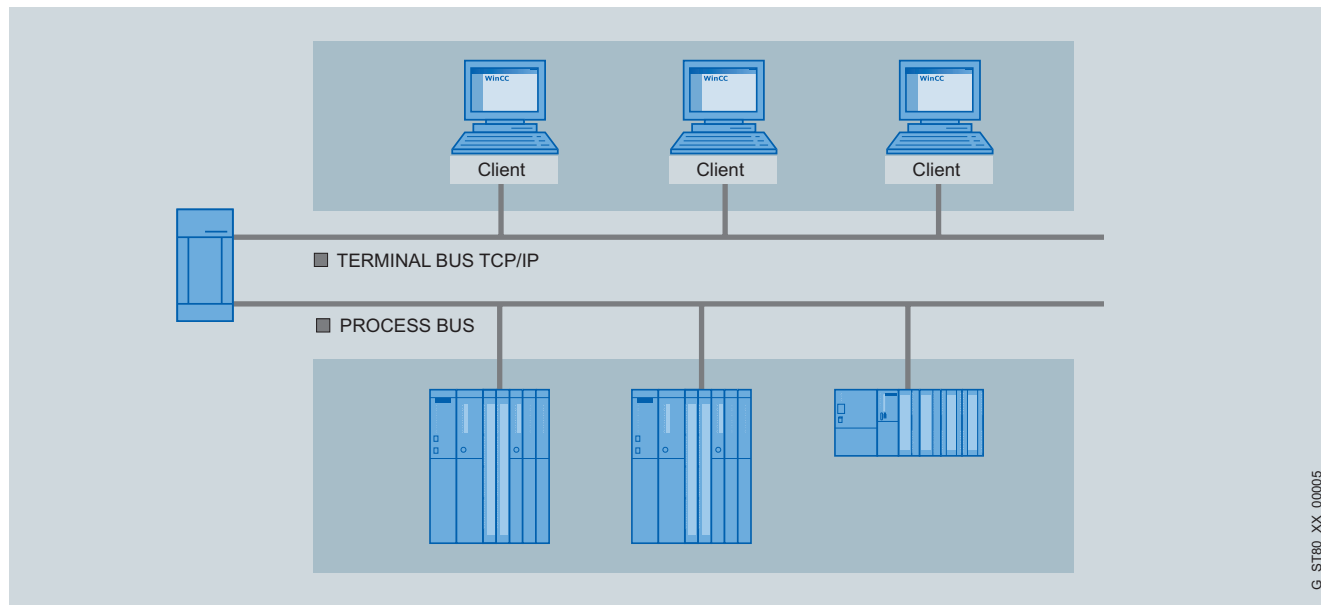 WinCC
WinCC
WinCC
Client
Client
Client
TERMINAL BUS TCP/IP
PROCESS BUS
G_ST80_XX_00005